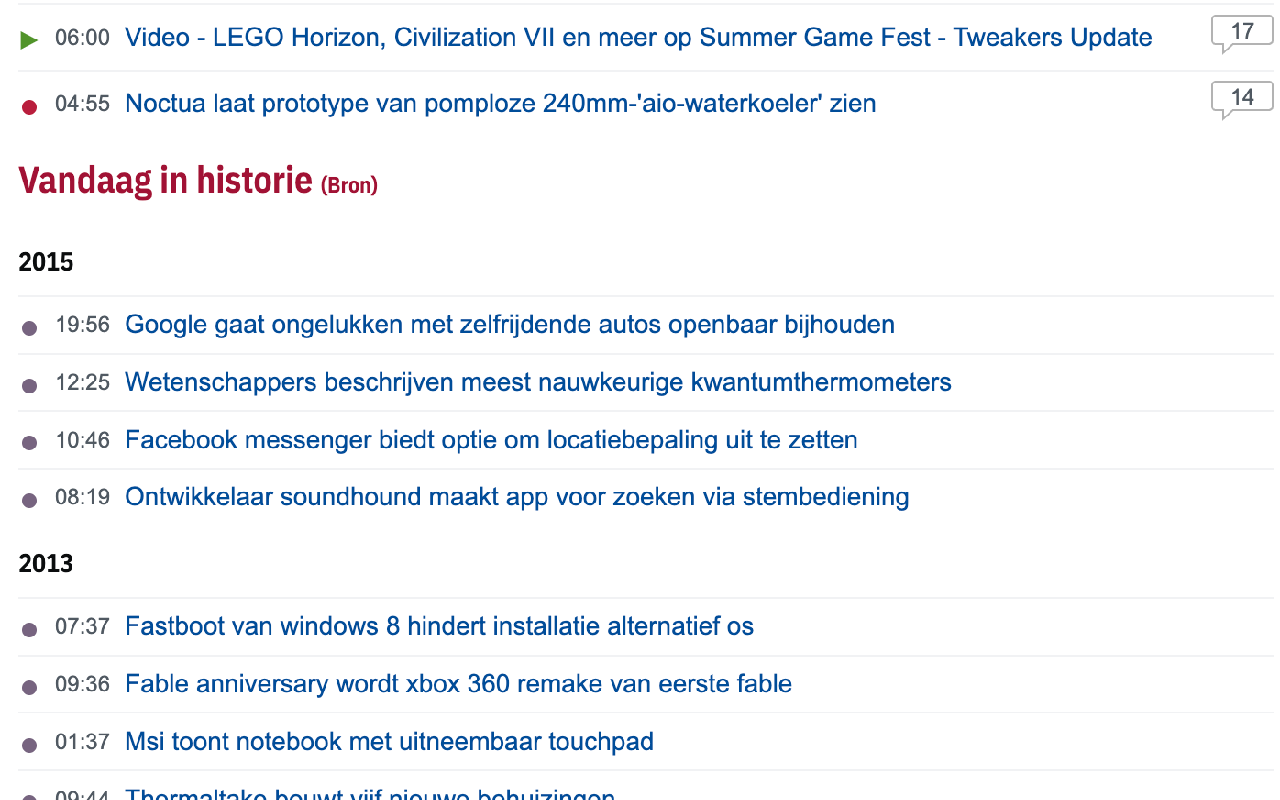 06:00 Video - LEGO Horizon, Civilization VII en meer op Summer Game Fest - Tweakers Update 17
04:55 Noctua laat prototype van pomploze 240mm-'aio-waterkoeler' zien 14
Vandaag in historie (Bron)
2015
19:56 Google gaat ongelukken met zelfrijdende autos openbaar bijhouden
12:25 Wetenschappers beschrijven meest nauwkeurige kwantumthermometers
10:46 Facebook messenger biedt optie om locatiebepaling uit te zetten
08:19 Ontwikkelaar soundhound maakt app voor zoeken via stembediening
2013
07:37 Fastboot van windows 8 hindert installatie alternatief os
09:36 Fable anniversary wordt xbox 360 remake van eerste fable
01:37 Msi toont notebook met uitneembaar touchpad
09:44 Thermaltake bouwt vijf nieuwe behuizingen